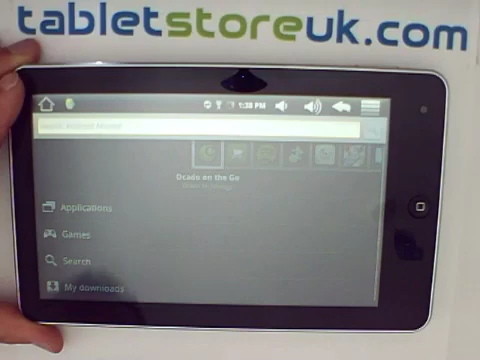 tabletstoreuk.com
1:38 PM
Search Android Market
Ocado on the Go
Applications
Games
Search
My downloads